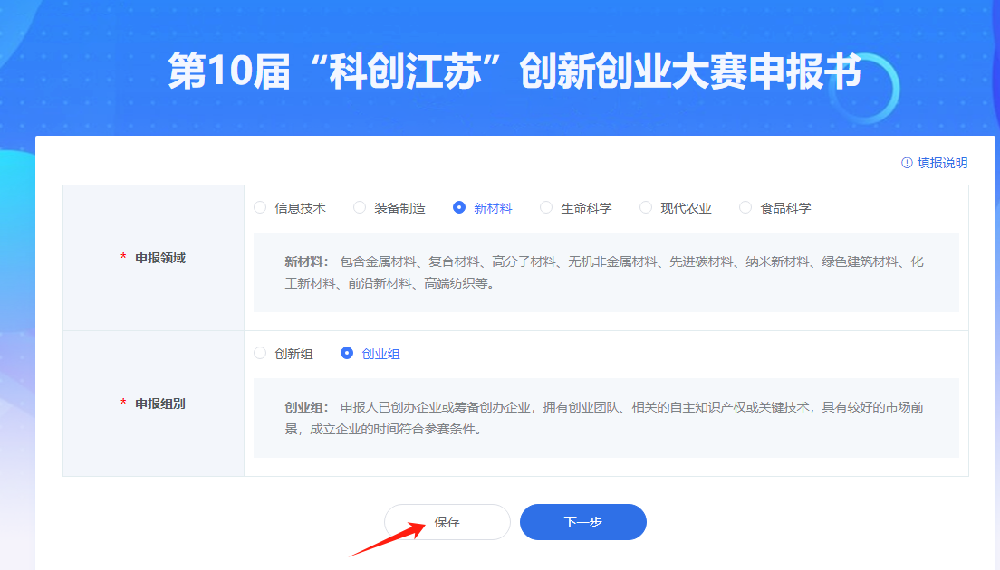 第10届“科创江苏”创新创业大赛申报书
填报说明
* 申报领域
信息技术 装备制造 新材料 生命科学 现代农业 食品科学
新材料： 包含金属材料、复合材料、高分子材料、无机非金属材料、先进碳材料、纳米新材料、绿色建筑材料、化
工新材料、前沿新材料、高端纺织等。
* 申报组别
创新组 创业组
创业组： 申报人已创办企业或筹备创办企业，拥有创业团队、相关的自主知识产权或关键技术，具有较好的市场前
景，成立企业的时间符合参赛条件。
保存 下一步